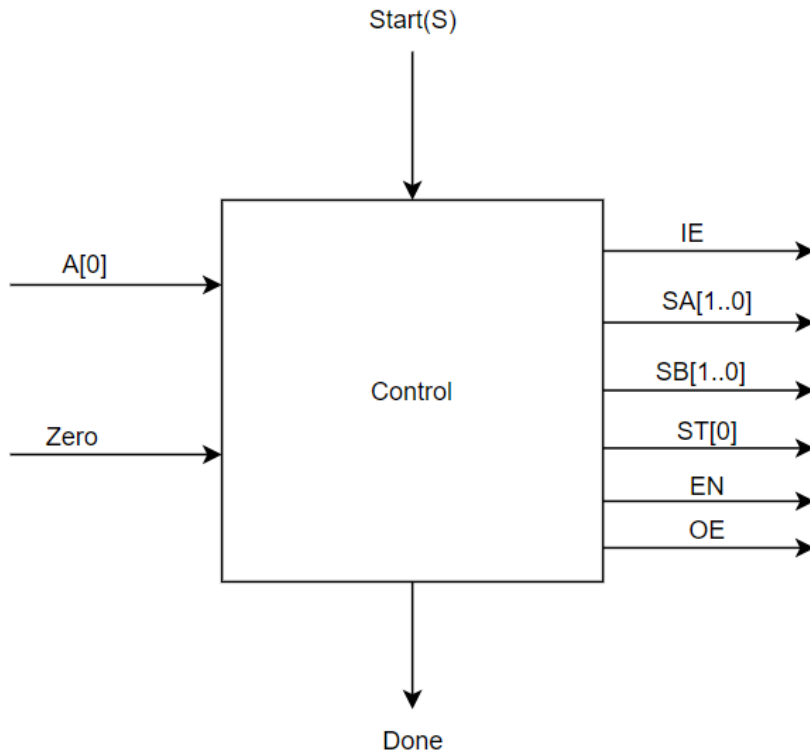 Start(S)
A[0]
Zero
Control
IE
SA[1..0]
SB[1..0]
ST[0]
EN
OE
Done